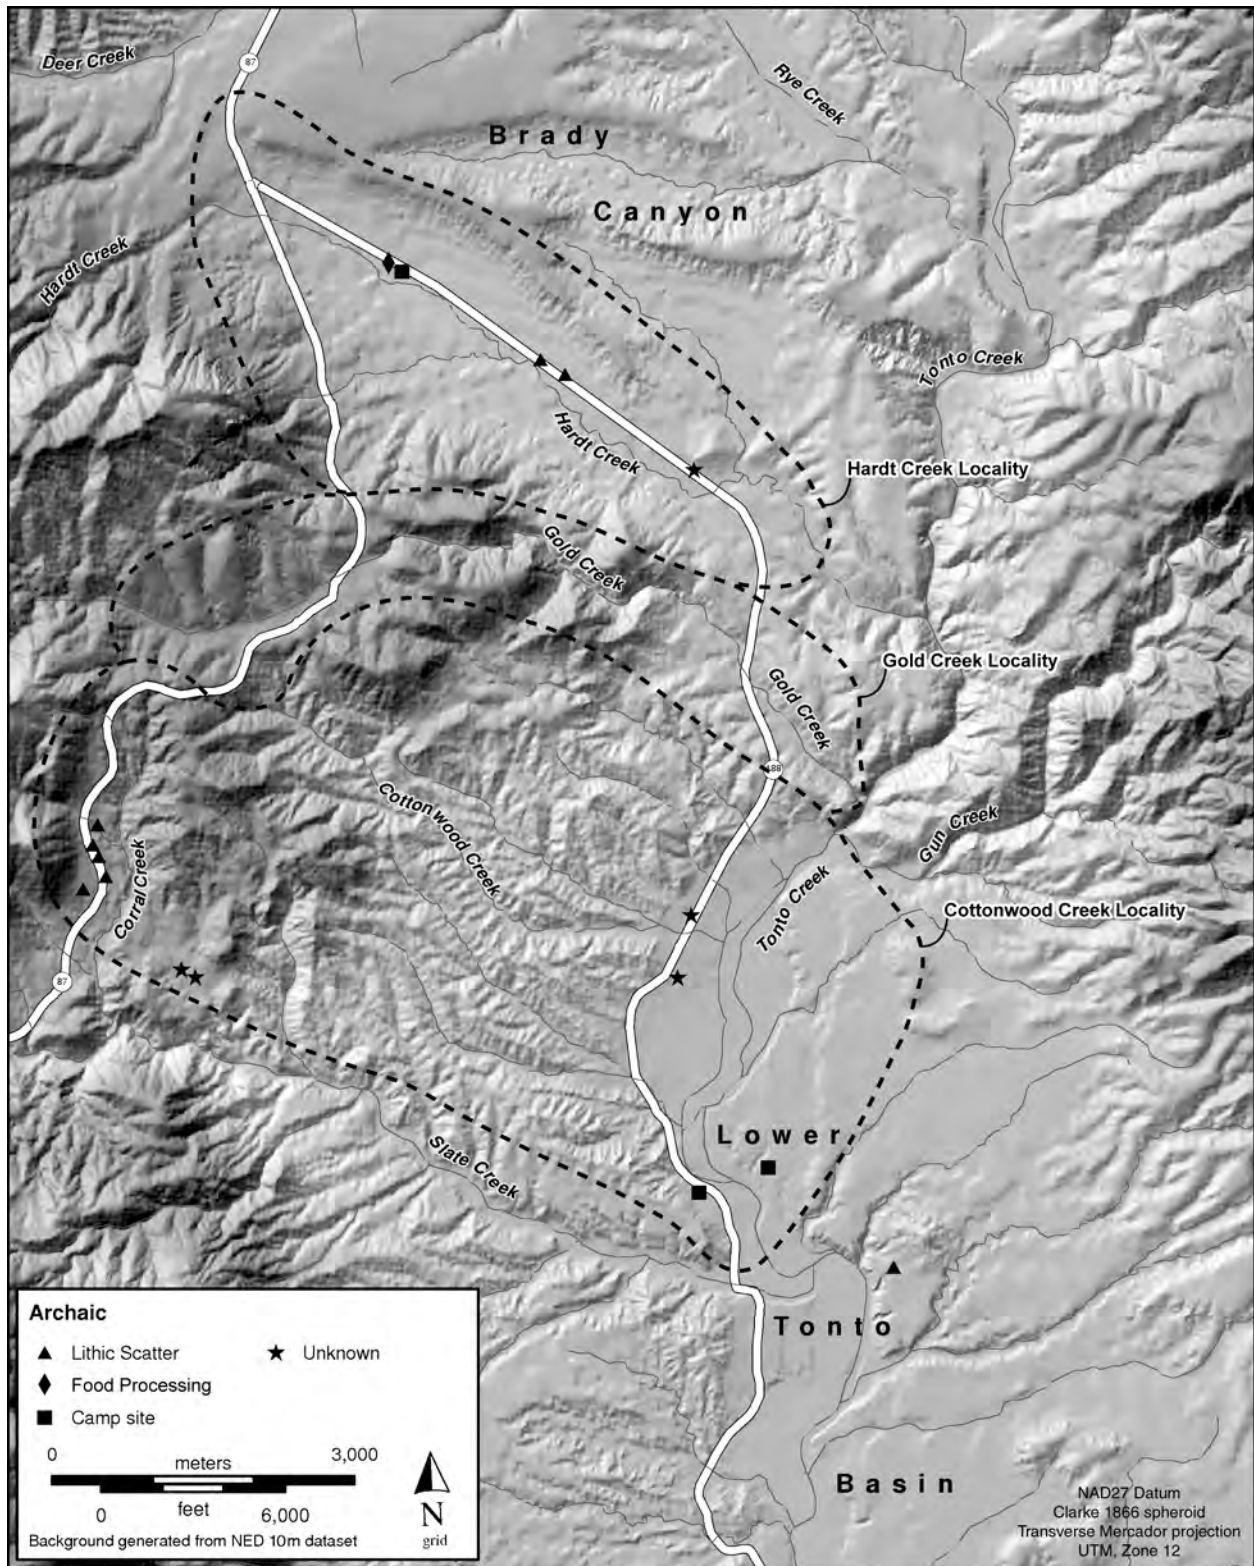 Deer Creek
87
Rye Creek
Brady
Canyon
Hardt Creek
Tonto Creek
Hardt Creek
Hardt Creek Locality
Gold Creek
Gold Creek Locality
Gold Creek
188
Cottonwood Creek
Gun Creek
Corral Creek
Tonto Creek
Cottonwood Creek Locality
87
Lower
Slate Creek
Tonto
Basin
Archaic
Lithic Scatter
Unknown
Food Processing
Camp site
0 3,000
meters
feet
0 6,000
N
grid
Background generated from NED 10m dataset
NAD27 Datum
Clarke 1866 spheroid
Transverse Mercador projection
UTM, Zone 12